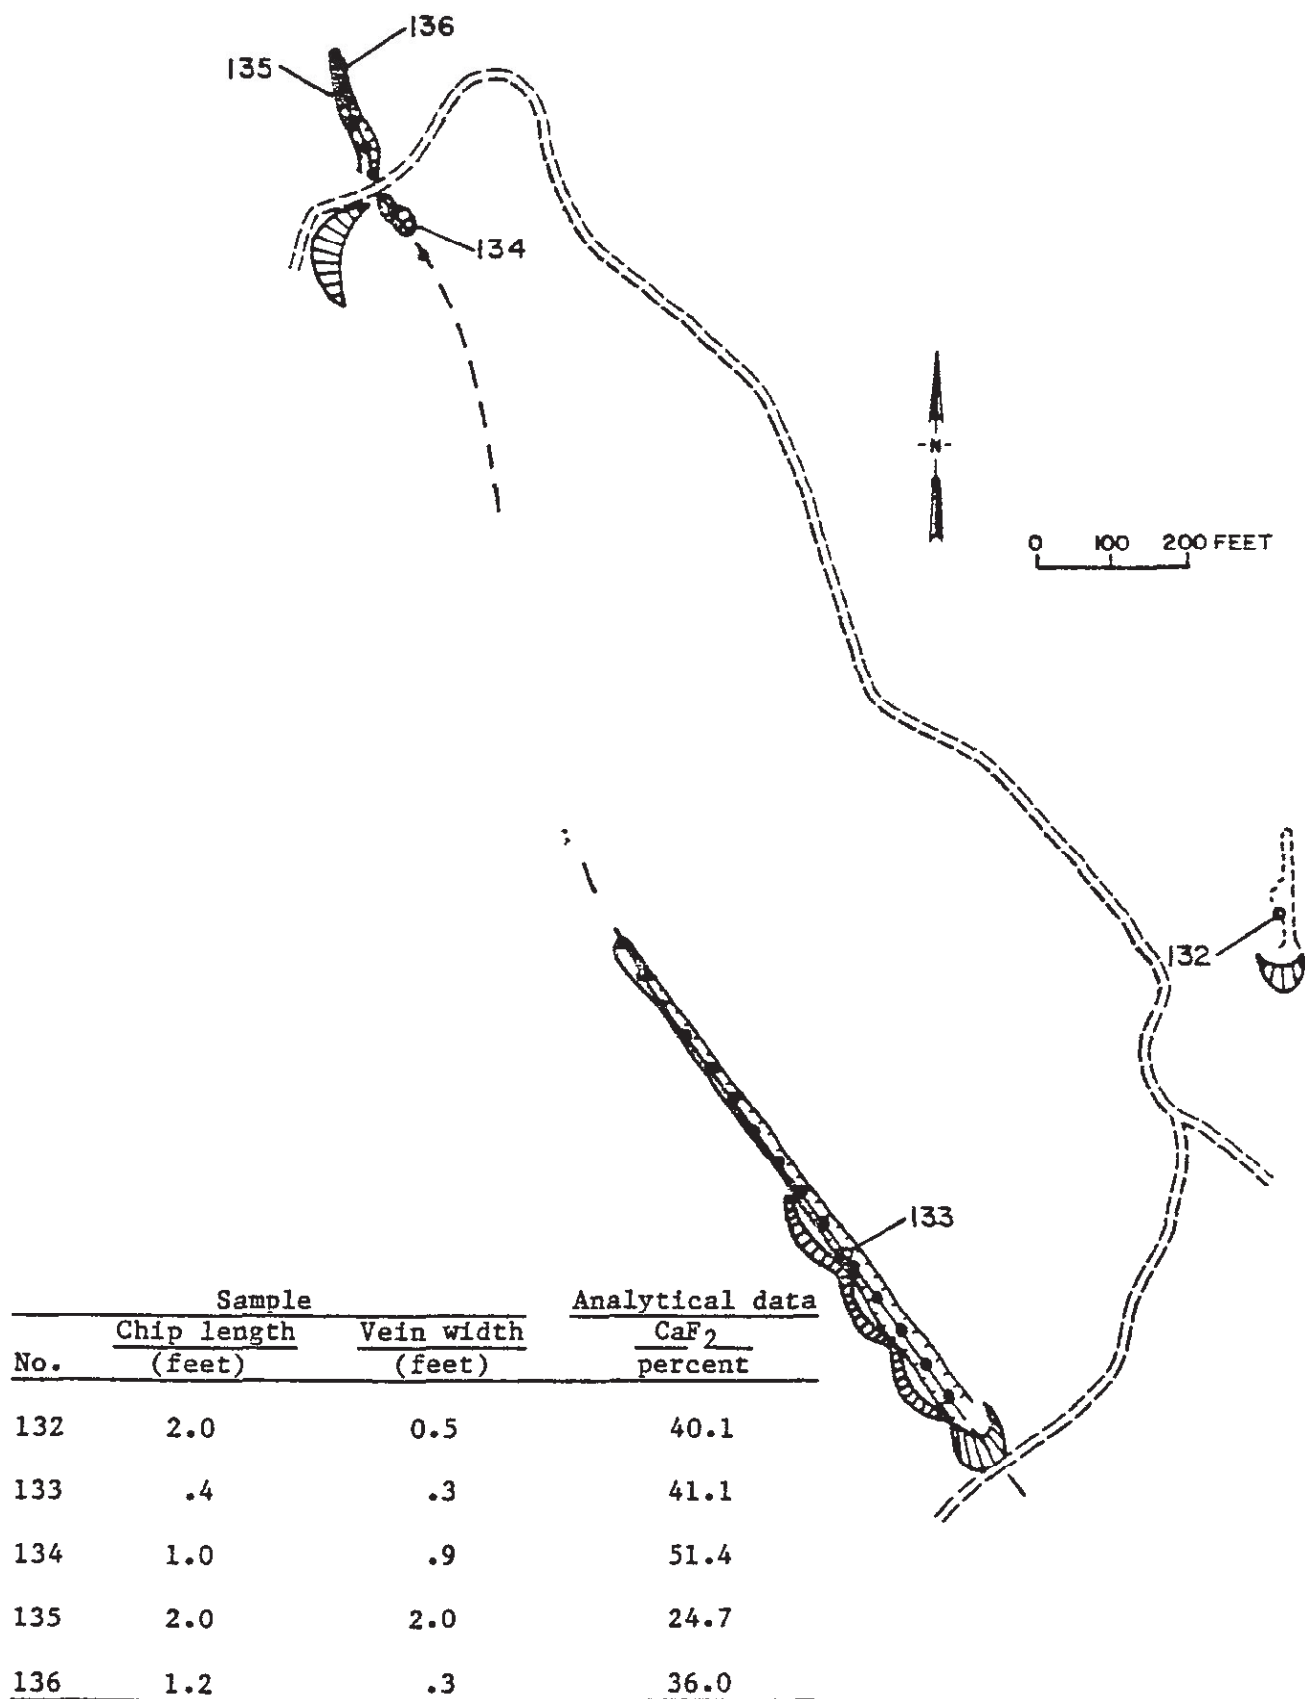 136
135
134
-N-
0 100 200 FEET
132
133
Sample Analytical data
Chip length Vein width CaF2
No. (feet) (feet) percent
132 2.0 0.5 40.1
133 .4 .3 41.1
134 1.0 .9 51.4
135 2.0 2.0 24.7
136 1.2 .3 36.0